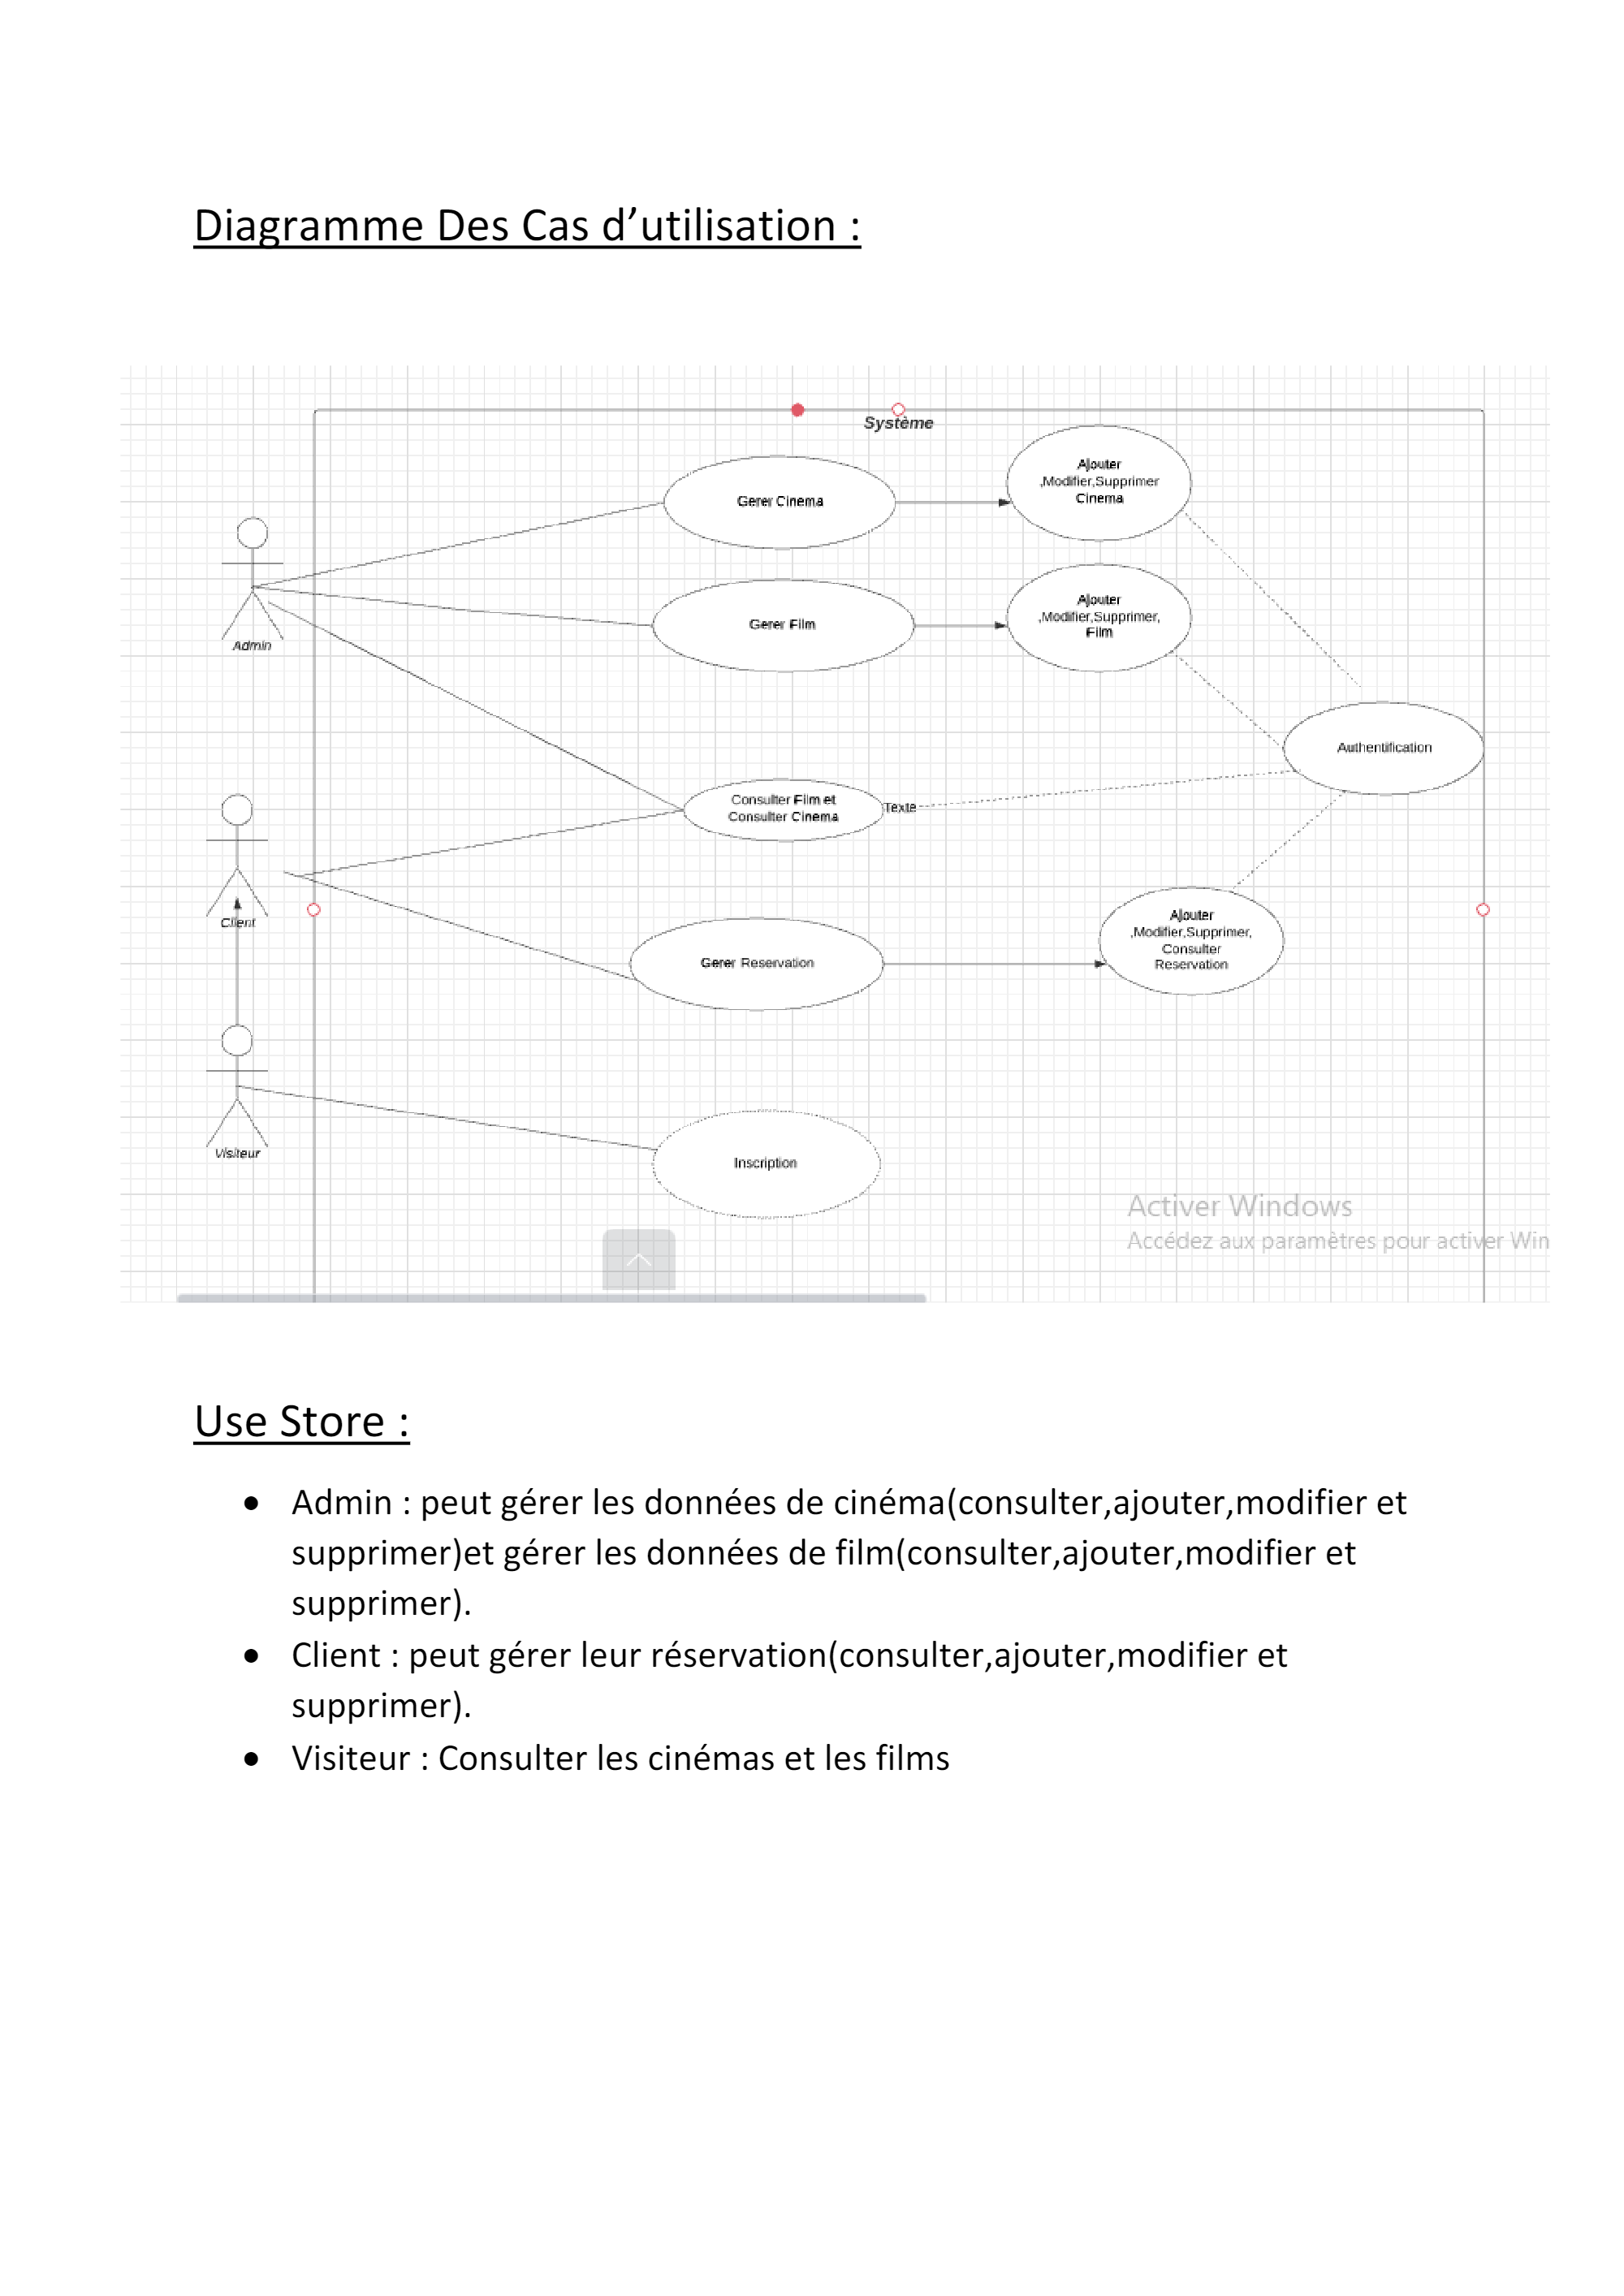 Diagramme Des Cas d’utilisation :
Système
Ajouter
,Modifier,Supprimer
Cinema
Gerer Cinema
Ajouter
,Modifier,Supprimer,
Film
Gerer Film
Admin
Authentification
Consulter Film et
Consulter Cinema
Texte
Client
Ajouter
,Modifier,Supprimer,
Consulter
Reservation
Gerer Reservation
Visiteur
Inscription
Activer Windows
Accédez aux paramètres pour activer Win
Use Store :
• Admin : peut gérer les données de cinéma(consulter,ajouter,modifier et
supprimer)et gérer les données de film(consulter,ajouter,modifier et
supprimer).
• Client : peut gérer leur réservation(consulter,ajouter,modifier et
supprimer).
• Visiteur : Consulter les cinémas et les films